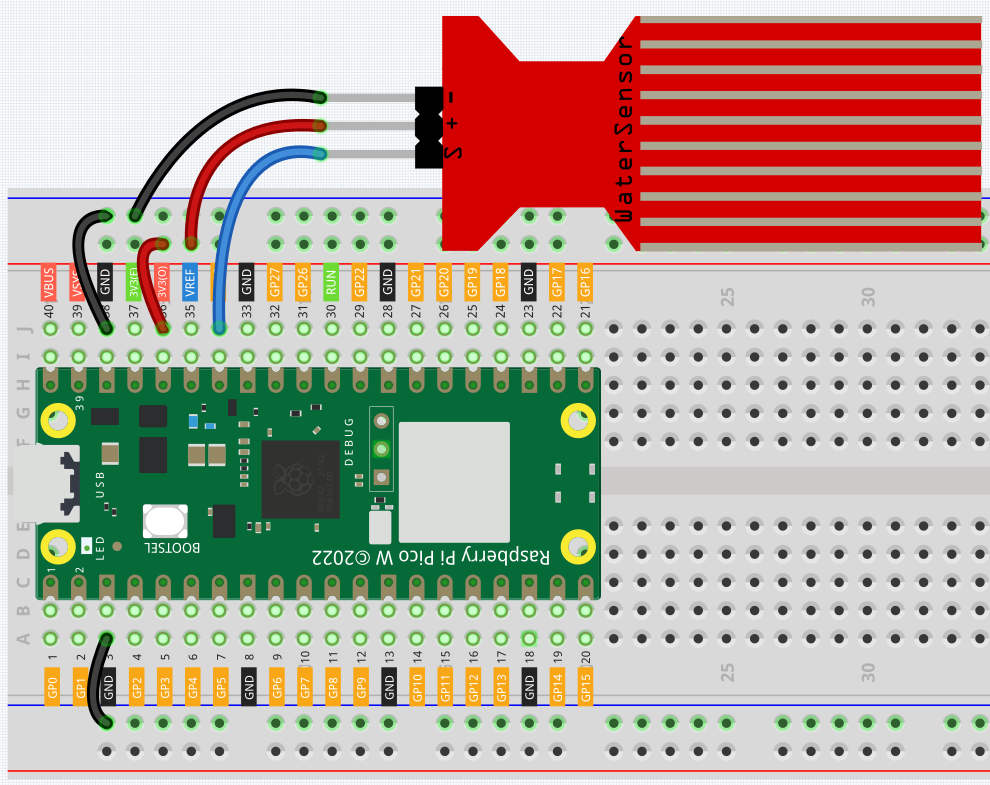 -
+
S
WaterSensor
VBUS VSYS GND 3V3(E) 3V3(O) VREF GND GP27 GP26 RUN GP22 GND GP21 GP20 GP19 GP18 GND GP17 GP16
40 39 38 37 36 35 33 32 31 30 29 28 27 26 25 24 23 22 21
25 30
J
I
H
G
F
39
DEBUG
USB
BOOTSEL
LED
Raspberry Pi Pico W ©2022
1 2
E
D
C
B
A
1 2 3 4 5 6 7 8 9 10 11 12 13 14 15 16 17 18 19 20
GP0 GP1 GND GP2 GP3 GP4 GP5 GND GP6 GP7 GP8 GP9 GND GP10 GP11 GP12 GP13 GND GP14 GP15
25 30